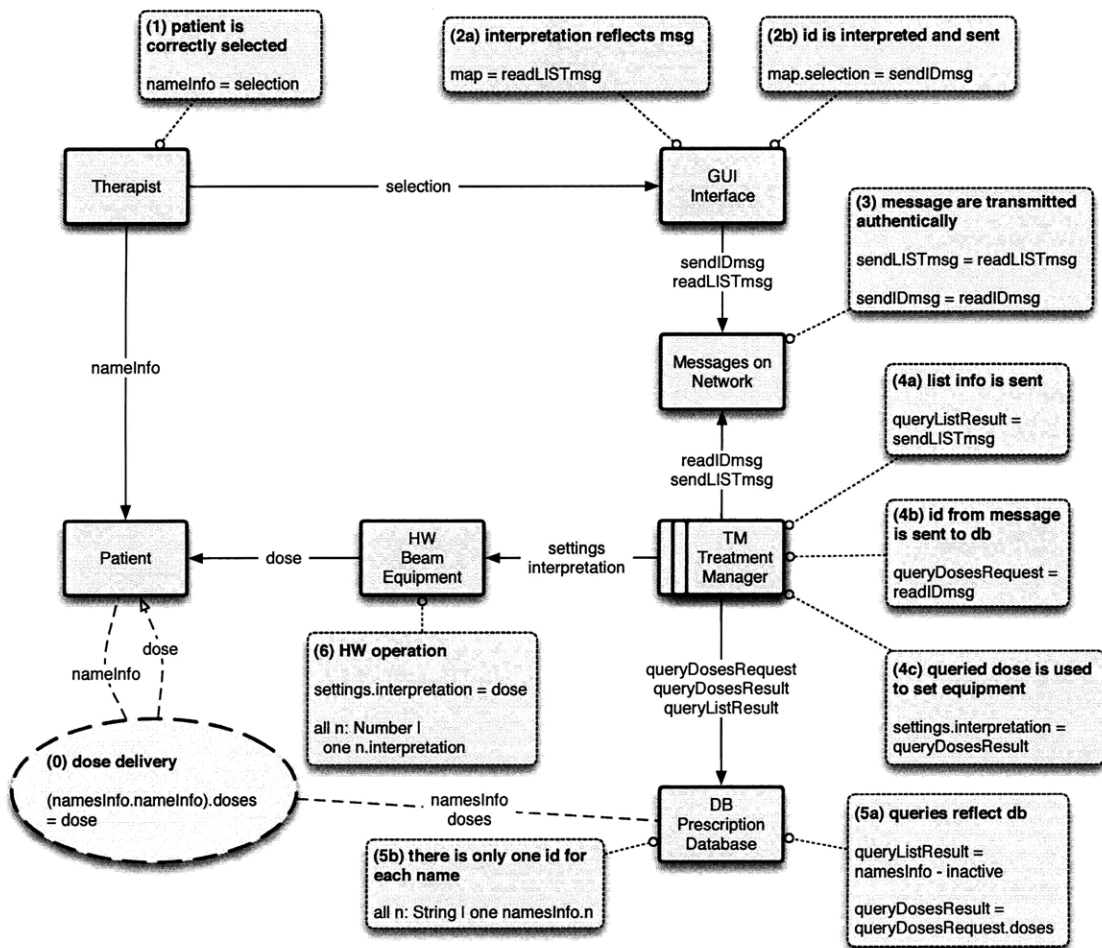 (1) patient is
correctly selected
nameInfo = selection
(2a) interpretation reflects msg
map = readLISTmsg
(2b) id is interpreted and sent
map.selection = sendIDmsg
Therapist
selection
GUI
Interface
(3) message are transmitted
authentically
sendLISTmsg = readLISTmsg
sendIDmsg = readIDmsg
sendIDmsg
readLISTmsg
nameInfo
Messages on
Network
(4a) list info is sent
queryListResult =
sendLISTmsg
readIDmsg
sendLISTmsg
Patient
dose
HW
Beam
Equipment
settings
interpretation
TM
Treatment
Manager
(4b) id from message
is sent to db
queryDosesRequest =
readIDmsg
nameInfo
dose
(6) HW operation
settings.interpretation = dose
all n: Number |
one n.interpretation
queryDosesRequest
queryDosesResult
queryListResult
(4c) queried dose is used
to set equipment
settings.interpretation =
queryDosesResult
(0) dose delivery
(namesInfo.nameInfo).doses
= dose
namesInfo
doses
DB
Prescription
Database
(5a) queries reflect db
queryListResult =
namesInfo - inactive
queryDosesResult =
queryDosesRequest.doses
(5b) there is only one id for
each name
all n: String | one namesInfo.n